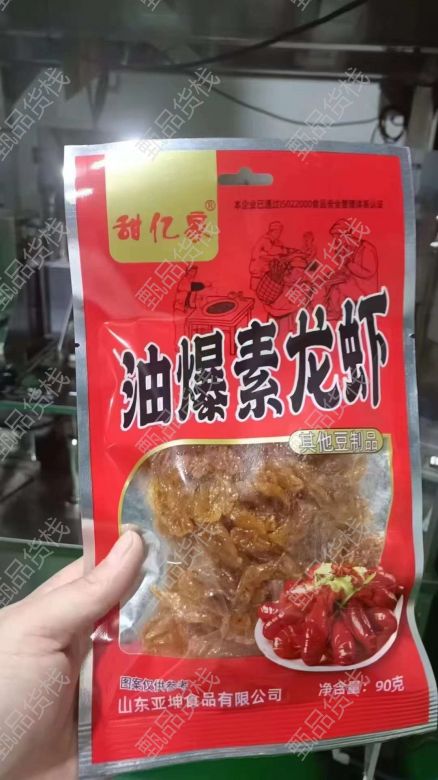 甜亿家®
本企业已通过ISO22000食品安全管理体系认证
油爆素龙虾
其他豆制品
图案仅供参考
净含量：90克
山东亚坤食品有限公司
甄品货栈